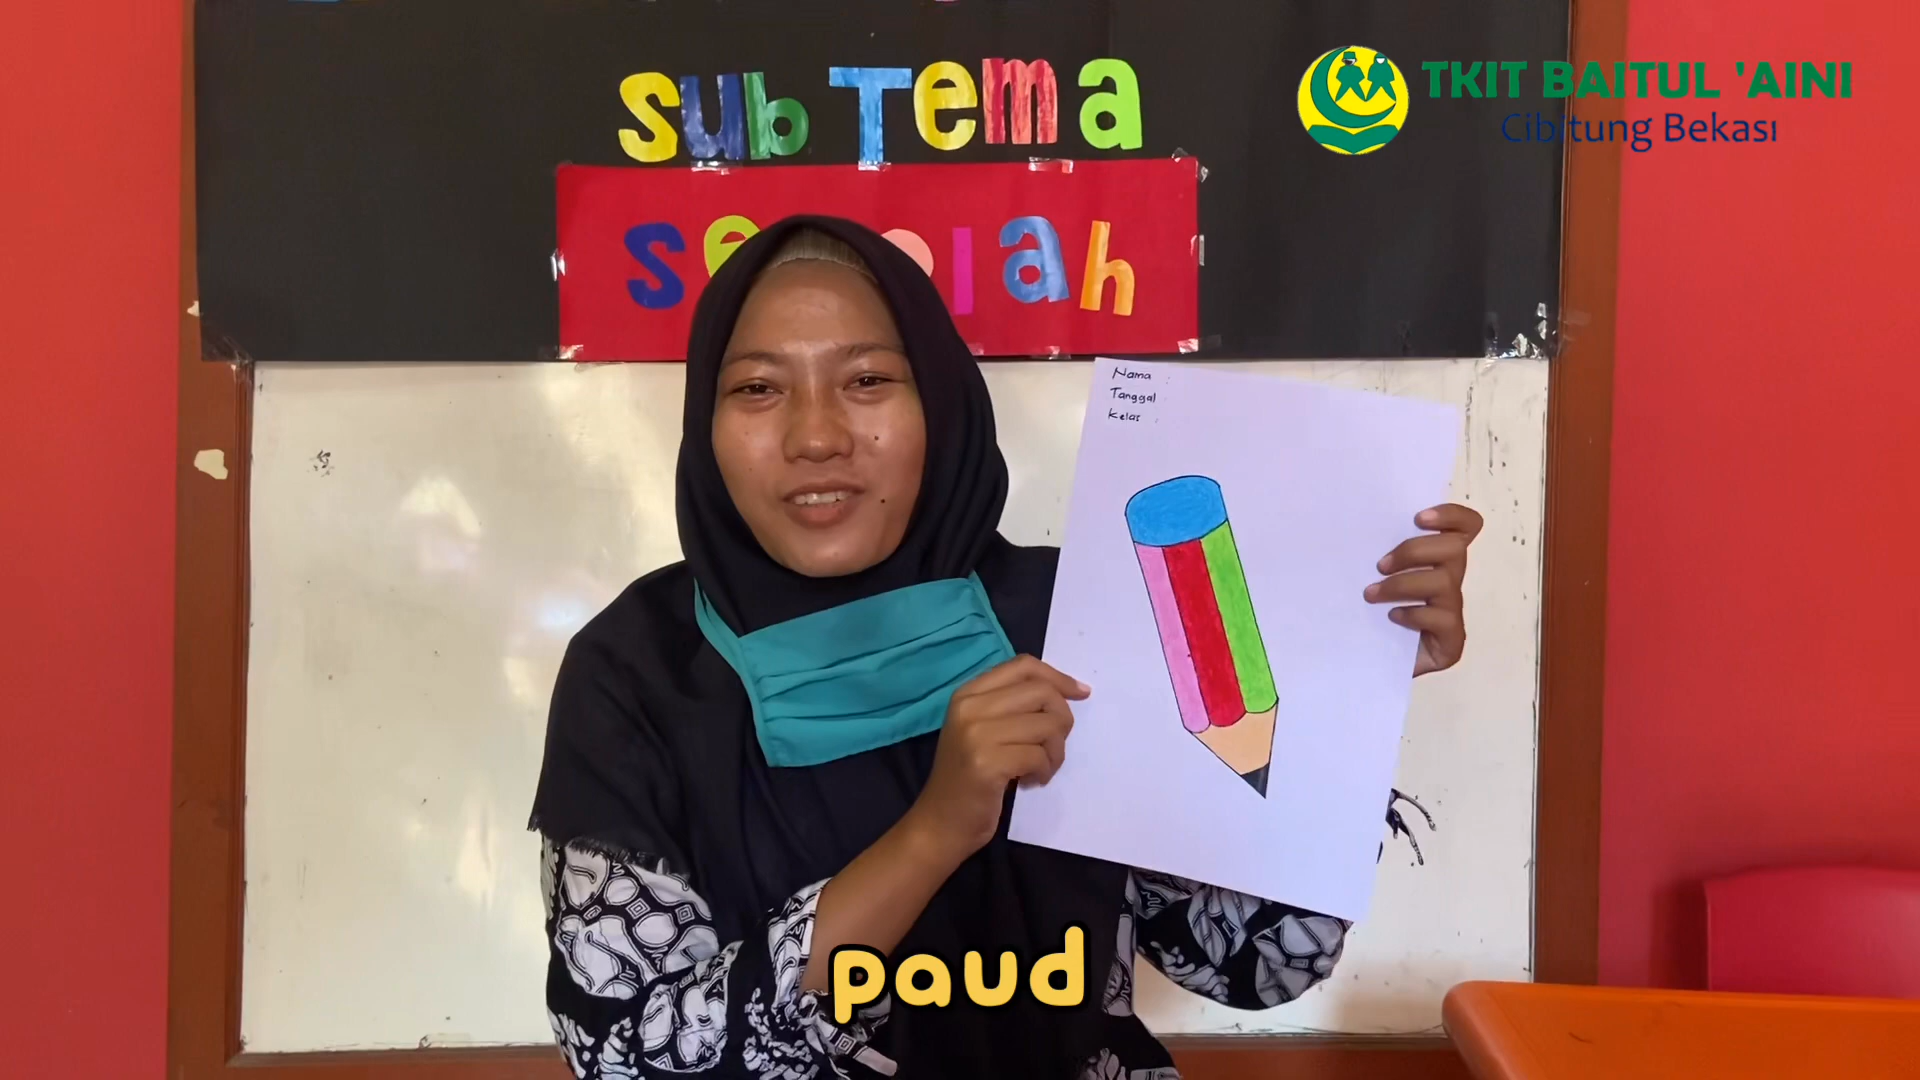 sub Tema
TKIT BAITUL 'AINI
Cibitung Bekasi
Nama :
Tanggal :
Kelas :
paud